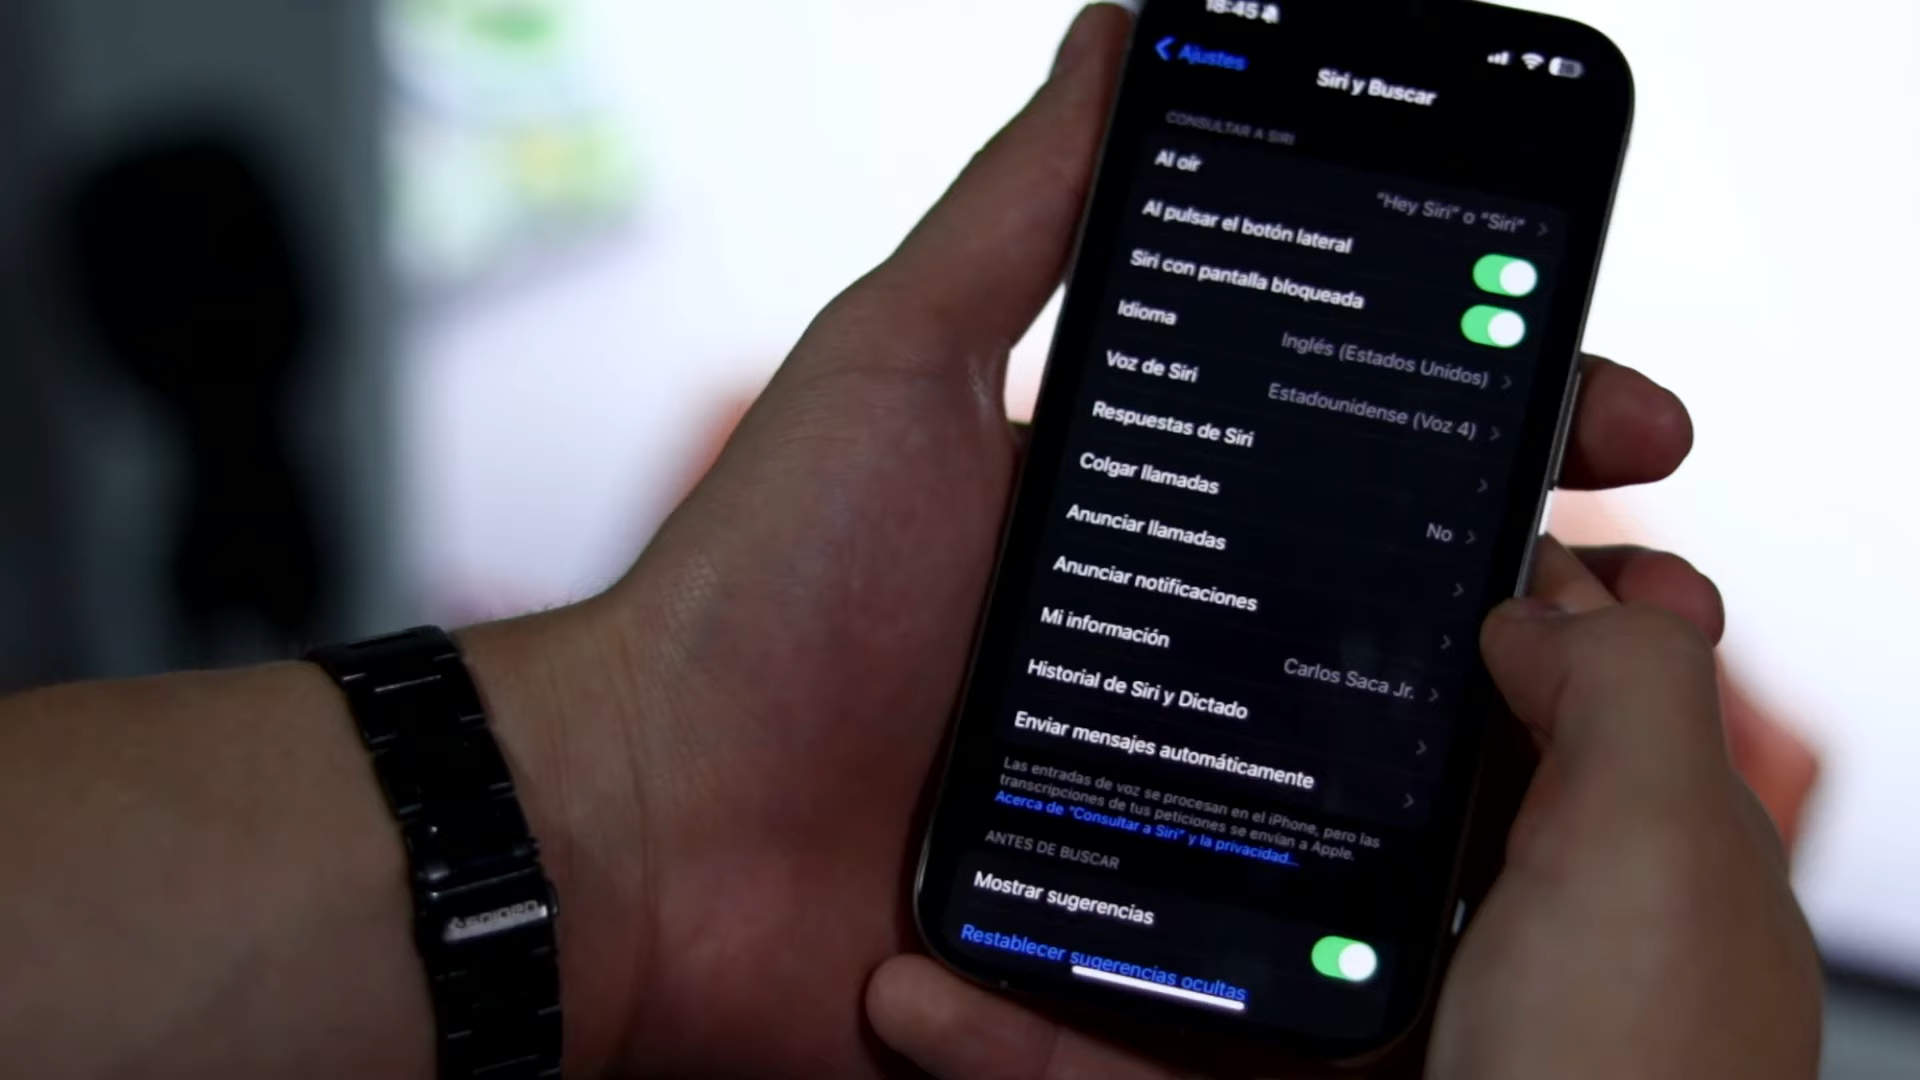 18:45
Ajustes
Siri y Buscar
CONSULTAR A SIRI
Al oír
"Hey Siri" o "Siri"
Al pulsar el botón lateral
Siri con pantalla bloqueada
Idioma
Inglés (Estados Unidos)
Voz de Siri
Estadounidense (Voz 4)
Respuestas de Siri
Colgar llamadas
No
Anunciar llamadas
Anunciar notificaciones
Mi información
Carlos Saca Jr.
Historial de Siri y Dictado
Enviar mensajes automáticamente
Las entradas de voz se procesan en el iPhone, pero las
transcripciones de tus peticiones se envían a Apple.
Acerca de "Consultar a Siri" y la privacidad...
ANTES DE BUSCAR
Mostrar sugerencias
Restablecer sugerencias ocultas